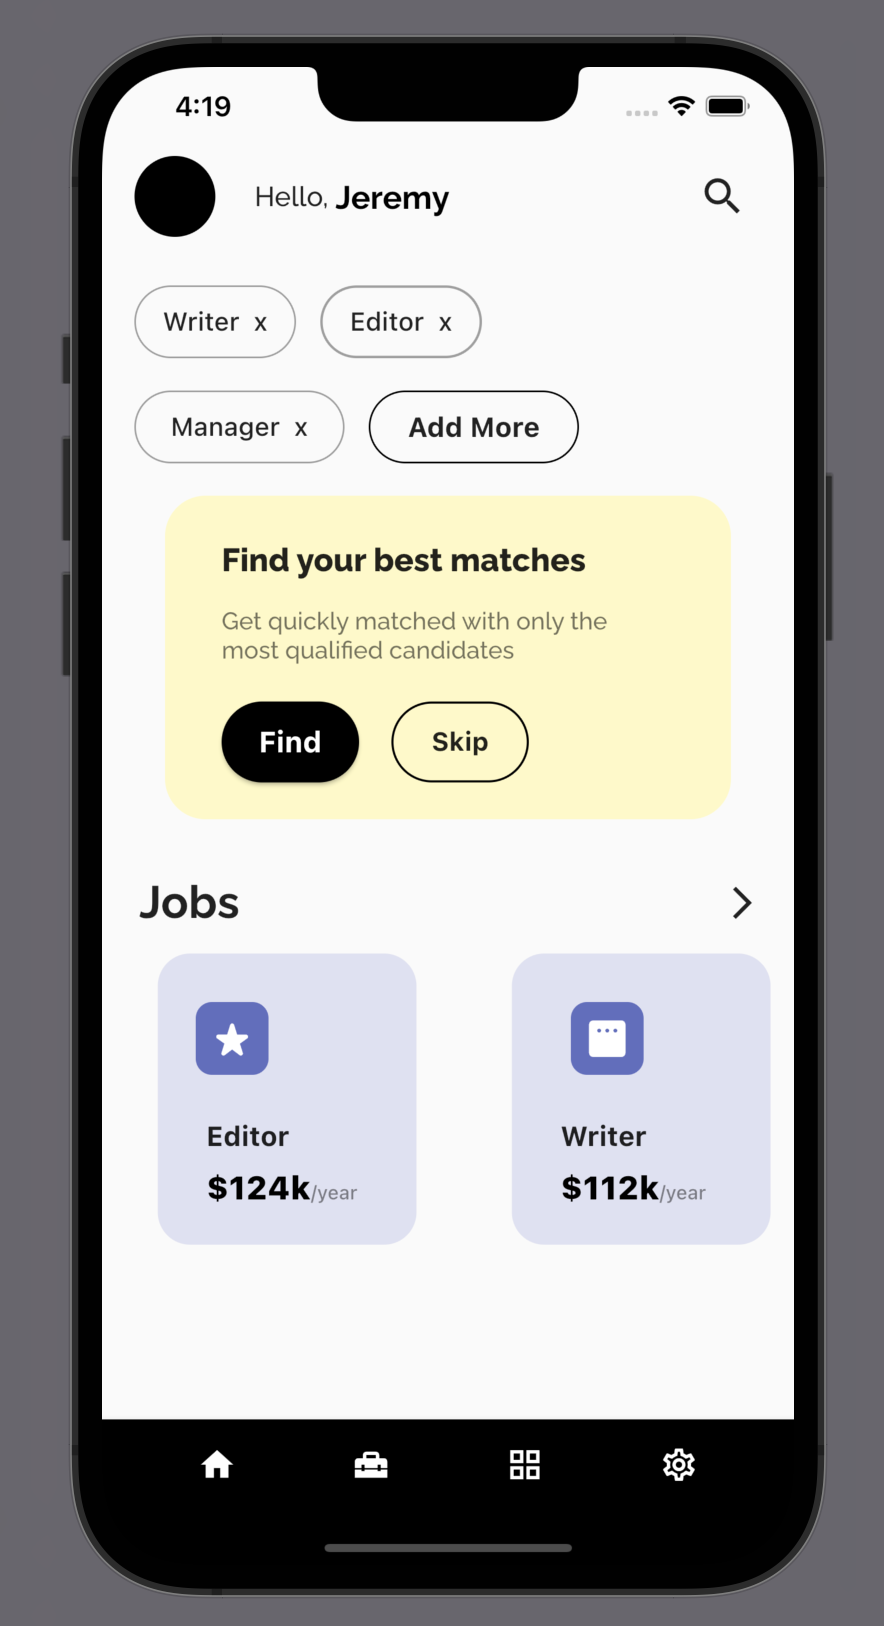 4:19
Hello, Jeremy
Writer x
Editor x
Manager x
Add More
Find your best matches
Get quickly matched with only the
most qualified candidates
Find
Skip
Jobs
Editor
$124k/year
Writer
$112k/year